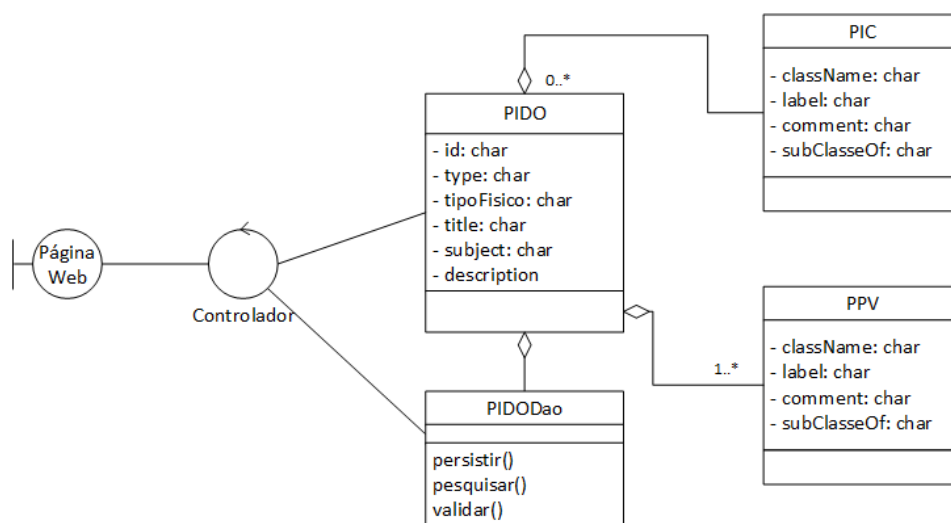 PIC
- className: char
- label: char
- comment: char
- subClasseOf: char
0..*
PIDO
- id: char
- type: char
- tipoFisico: char
- title: char
- subject: char
- description
Página
Web
Controlador
PPV
- className: char
- label: char
- comment: char
- subClasseOf: char
1..*
PIDODao
persistir()
pesquisar()
validar()